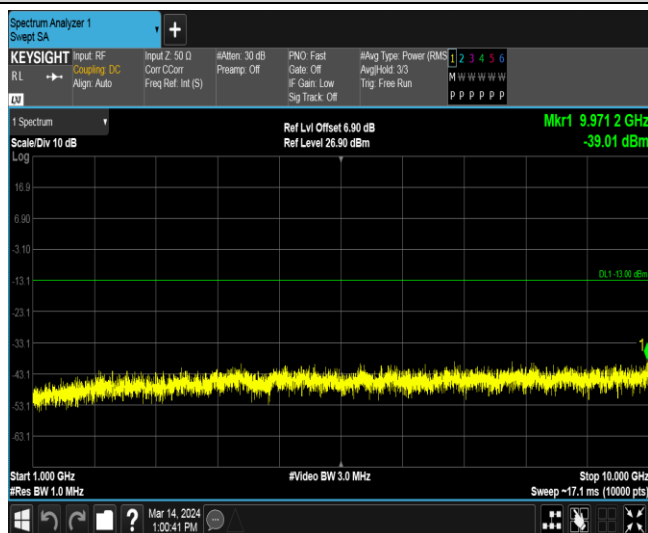 Spectrum Analyzer 1
Swept SA
KEYSIGHT
RL
LXI
Input: RF
Coupling: DC
Align: Auto
Input Z: 50 Ω
Corr CCorr
Freq Ref: Int (S)
#Atten: 30 dB
Preamp: Off
PNO: Fast
Gate: Off
IF Gain: Low
Sig Track: Off
#Avg Type: Power (RMS
Avg|Hold: 3/3
Trig: Free Run
1 2 3 4 5 6
M W W W W W
P P P P P P
1 Spectrum
Scale/Div 10 dB
Ref Lvl Offset 6.90 dB
Ref Level 26.90 dBm
Mkr1 9.971 2 GHz
-39.01 dBm
Log
16.9
6.90
-3.10
-13.1
DL1 -13.00 dBm
-23.1
-33.1
1
-43.1
-53.1
-63.1
Start 1.000 GHz
#Video BW 3.0 MHz
Stop 10.000 GHz
#Res BW 1.0 MHz
Sweep ~17.1 ms (10000 pts)
?
Mar 14, 2024
1:00:41 PM